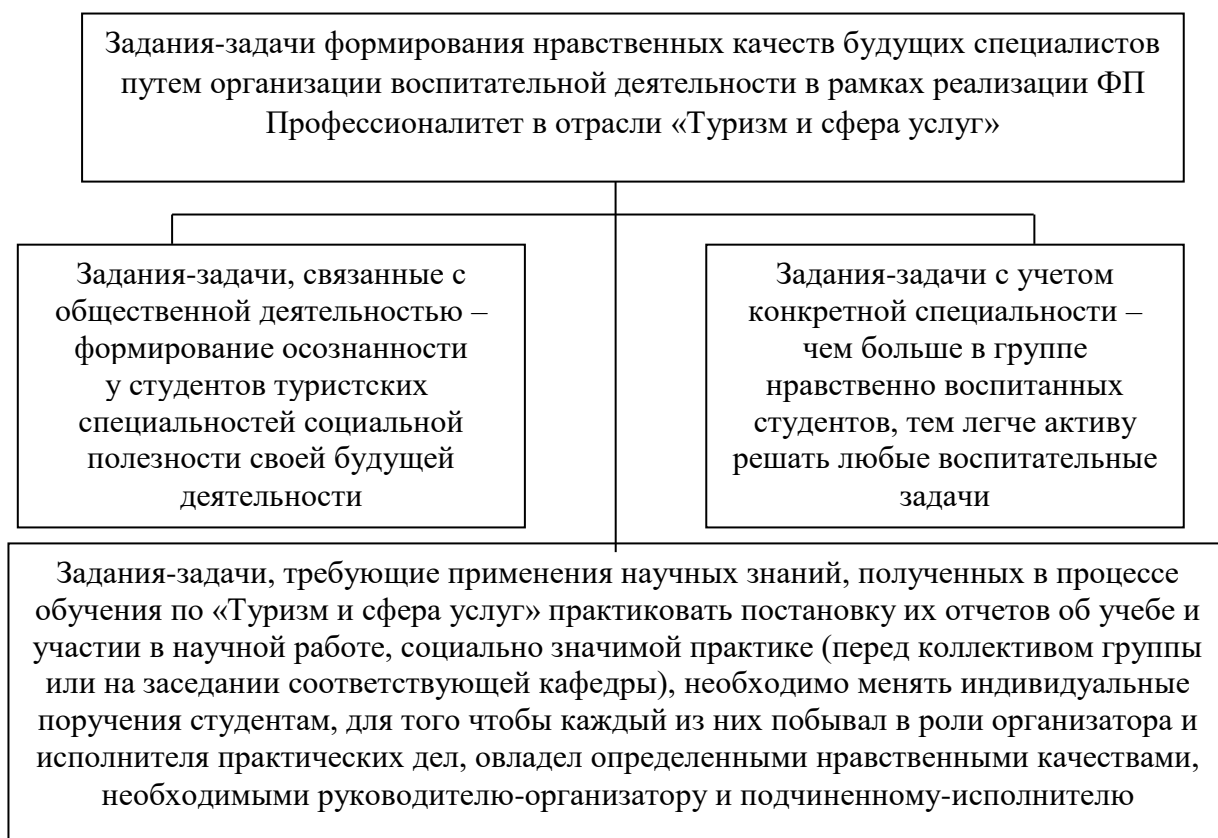 Задания-задачи формирования нравственных качеств будущих специалистов
путем организации воспитательной деятельности в рамках реализации ФП
Профессионалитет в отрасли «Туризм и сфера услуг»
Задания-задачи, связанные с
общественной деятельностью –
формирование осознанности
у студентов туристских
специальностей социальной
полезности своей будущей
деятельности
Задания-задачи с учетом
конкретной специальности –
чем больше в группе
нравственно воспитанных
студентов, тем легче активу
решать любые воспитательные
задачи
Задания-задачи, требующие применения научных знаний, полученных в процессе
обучения по «Туризм и сфера услуг» практиковать постановку их отчетов об учебе и
участии в научной работе, социально значимой практике (перед коллективом группы
или на заседании соответствующей кафедры), необходимо менять индивидуальные
поручения студентам, для того чтобы каждый из них побывал в роли организатора и
исполнителя практических дел, овладел определенными нравственными качествами,
необходимыми руководителю-организатору и подчиненному-исполнителю